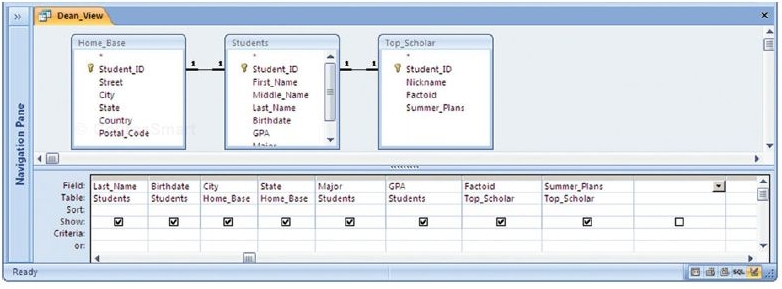 Dean_View
Home_Base
*
Student_ID
Street
City
State
Country
Postal_Code
1 1
Students
*
Student_ID
First_Name
Middle_Name
Last_Name
Birthdate
GPA
Major
1 1
Top_Scholar
*
Student_ID
Nickname
Factoid
Summer_Plans
Navigation Pane
Field: Last_Name Birthdate City State Major GPA Factoid Summer_Plans
Table: Students Students Home_Base Home_Base Students Students Top_Scholar Top_Scholar
Sort:
Show:
Criteria:
or:
Ready SQL